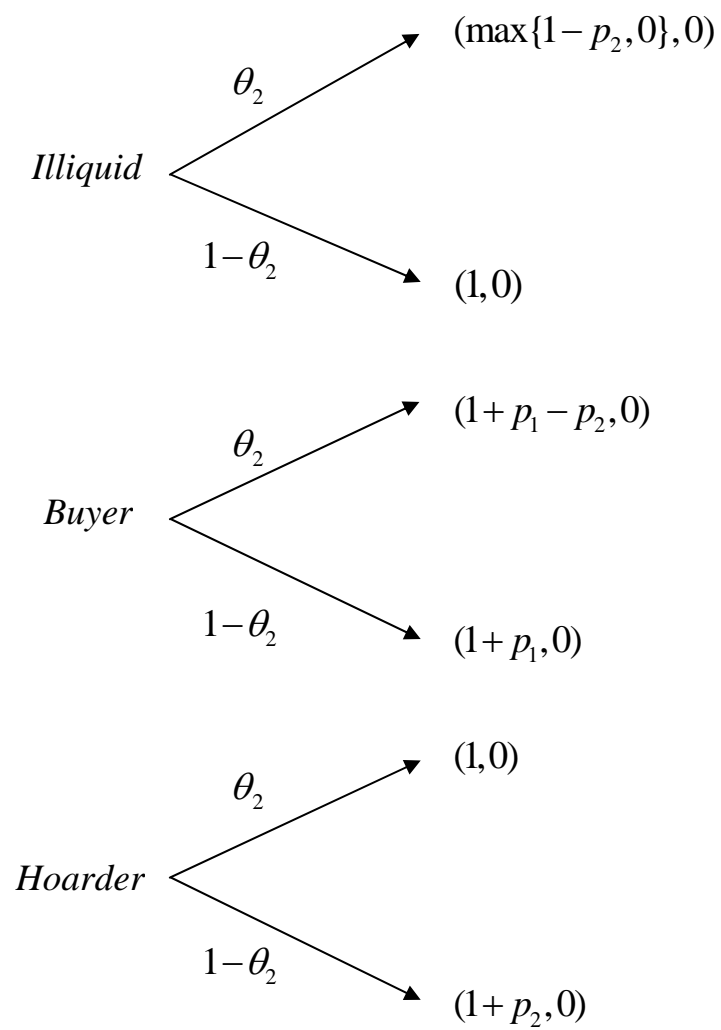 (max{1− p₂,0},0)
θ₂
Illiquid
1−θ₂
(1,0)
(1+ p₁ − p₂,0)
θ₂
Buyer
1−θ₂
(1+ p₁,0)
(1,0)
θ₂
Hoarder
1−θ₂
(1+ p₂,0)